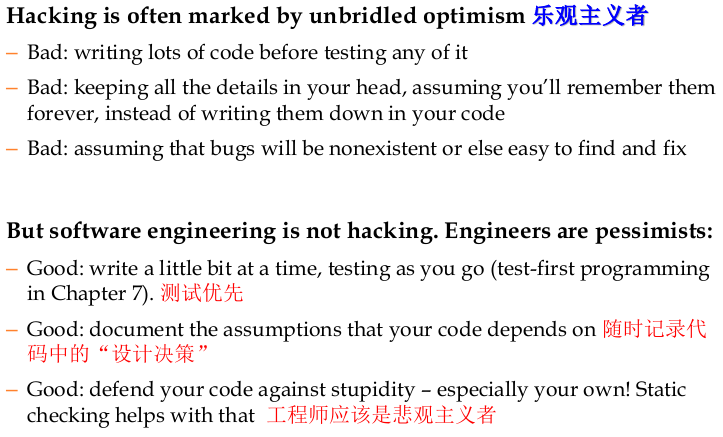 Hacking is often marked by unbridled optimism 乐观主义者
– Bad: writing lots of code before testing any of it
– Bad: keeping all the details in your head, assuming you’ll remember them
forever, instead of writing them down in your code
– Bad: assuming that bugs will be nonexistent or else easy to find and fix
But software engineering is not hacking. Engineers are pessimists:
– Good: write a little bit at a time, testing as you go (test-first programming
in Chapter 7). 测试优先
– Good: document the assumptions that your code depends on 随时记录代
码中的“设计决策”
– Good: defend your code against stupidity – especially your own! Static
checking helps with that 工程师应该是悲观主义者